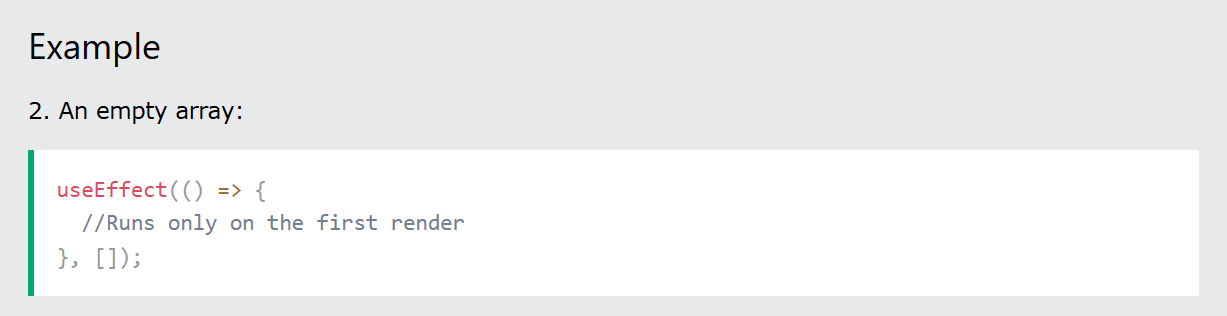 Example
2. An empty array:
useEffect(() => {
  //Runs only on the first render
}, []);